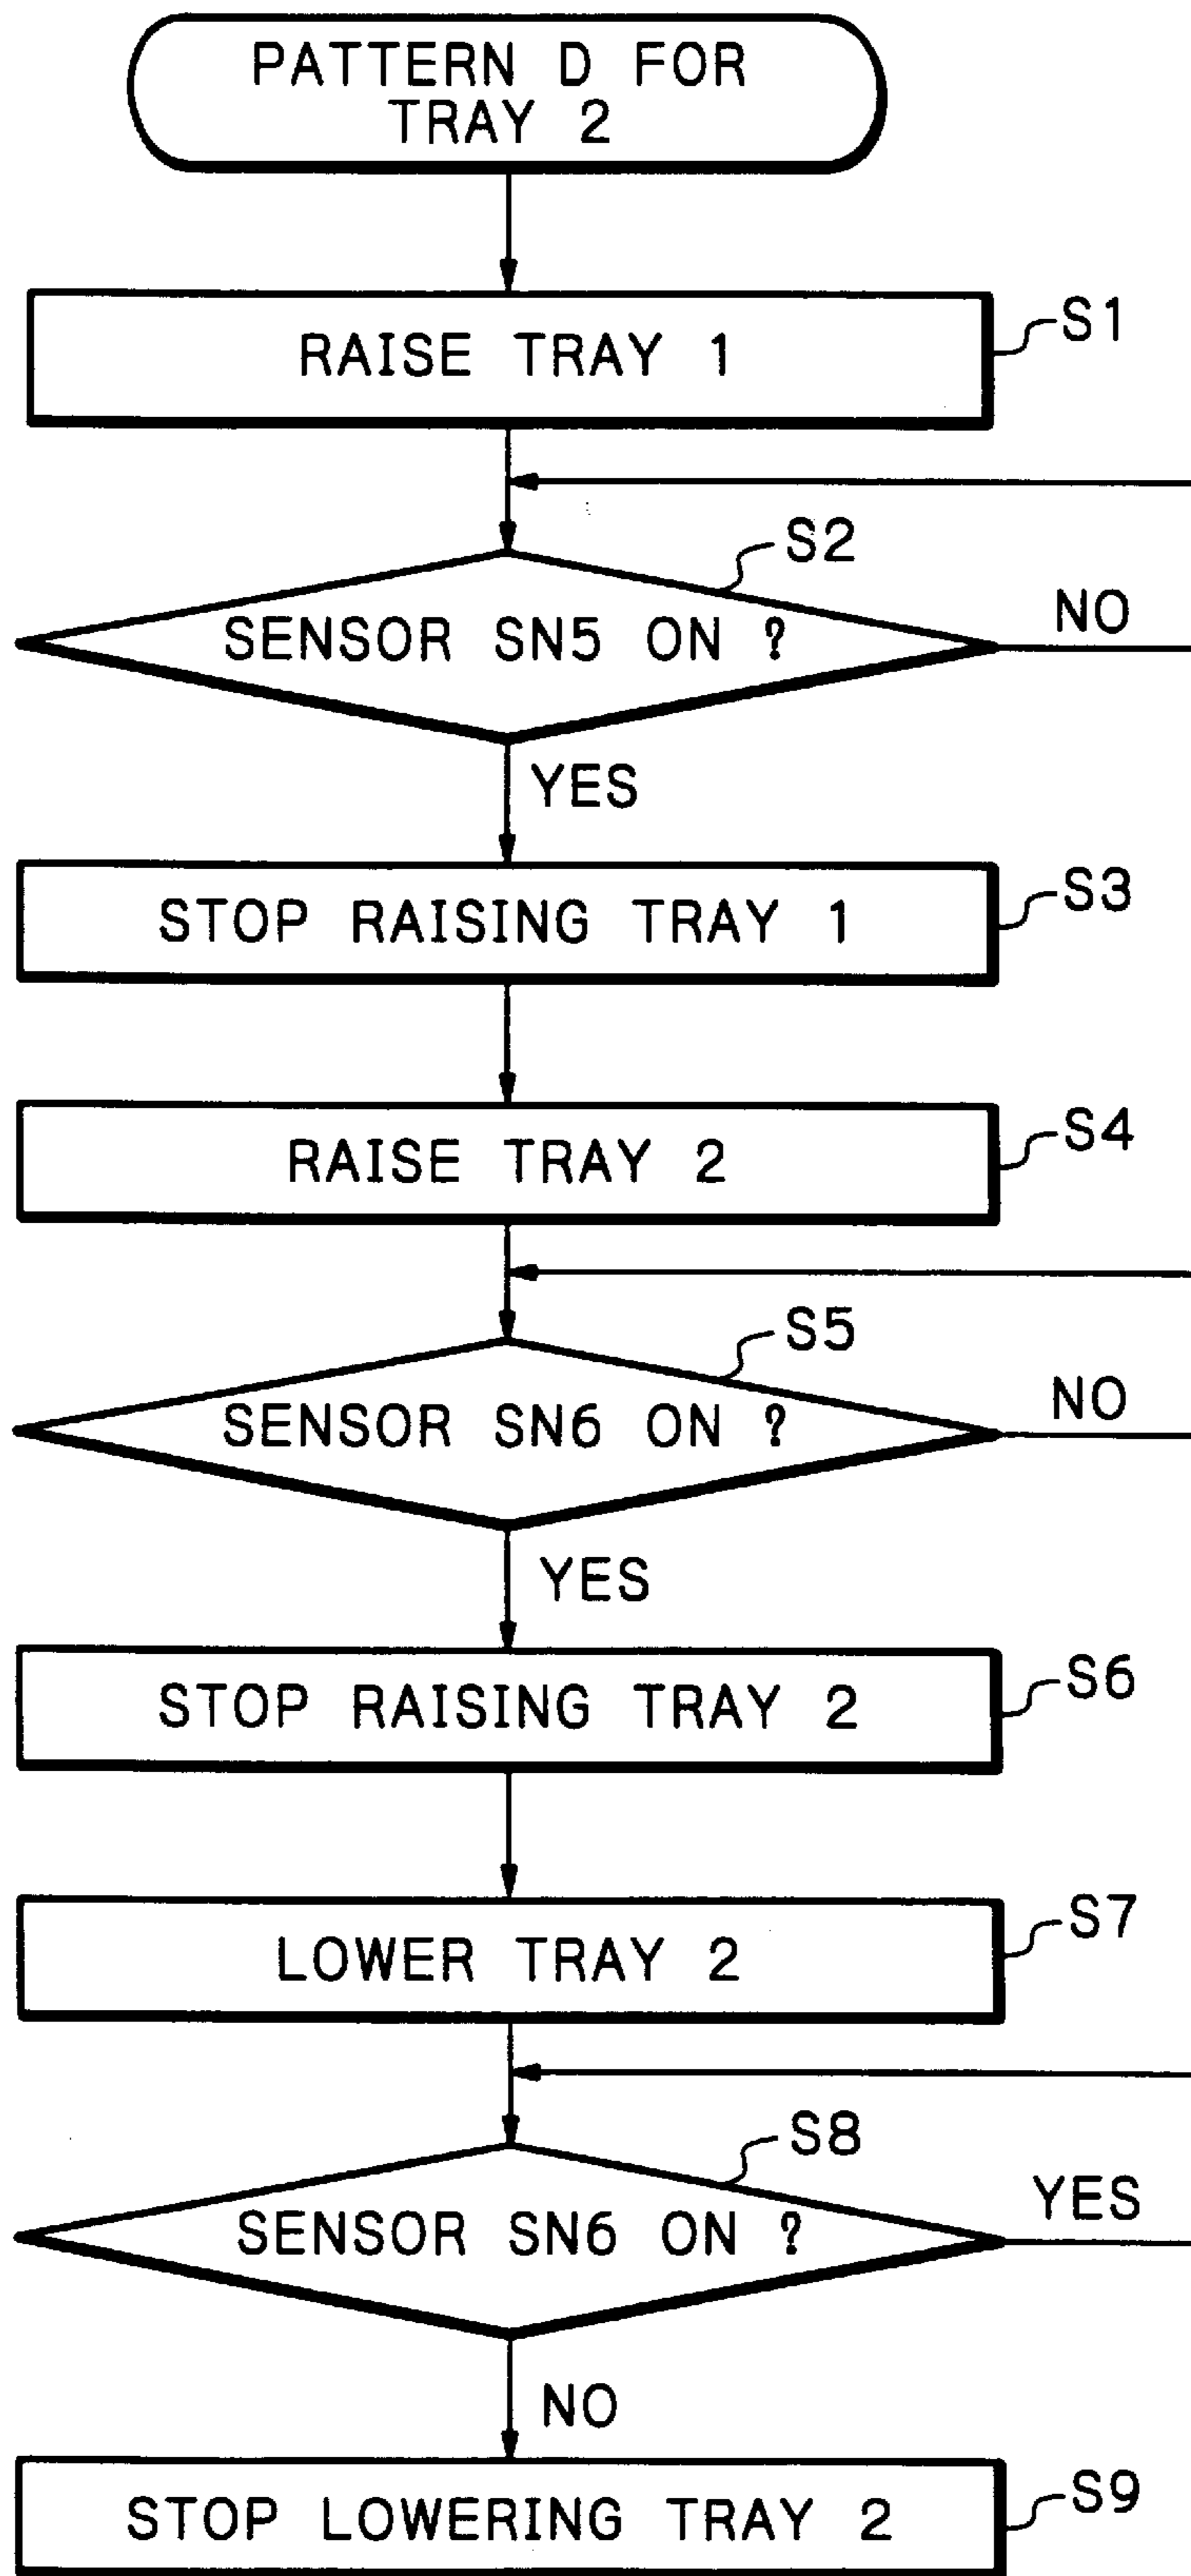 PATTERN D FOR
TRAY 2
RAISE TRAY 1
S1
S2
SENSOR SN5 ON ?
NO
YES
STOP RAISING TRAY 1
S3
RAISE TRAY 2
S4
S5
SENSOR SN6 ON ?
NO
YES
STOP RAISING TRAY 2
S6
LOWER TRAY 2
S7
S8
SENSOR SN6 ON ?
YES
NO
STOP LOWERING TRAY 2
S9